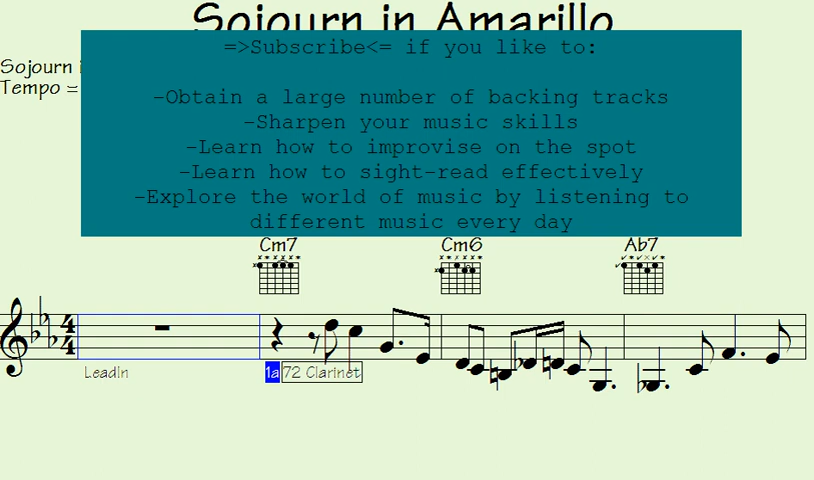 Sojourn in Amarillo
=>Subscribe<= if you like to:
Sojourn i
Tempo =
-Obtain a large number of backing tracks
-Sharpen your music skills
-Learn how to improvise on the spot
-Learn how to sight-read effectively
-Explore the world of music by listening to
different music every day
Cm7 Cm6 Ab7
4
4
LeadIn 1a 72 Clarinet